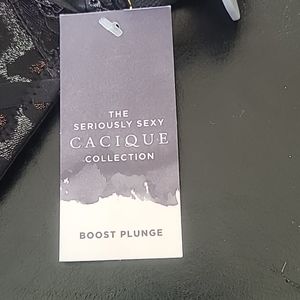 THE
SERIOUSLY SEXY
CACIQUE
COLLECTION
BOOST PLUNGE